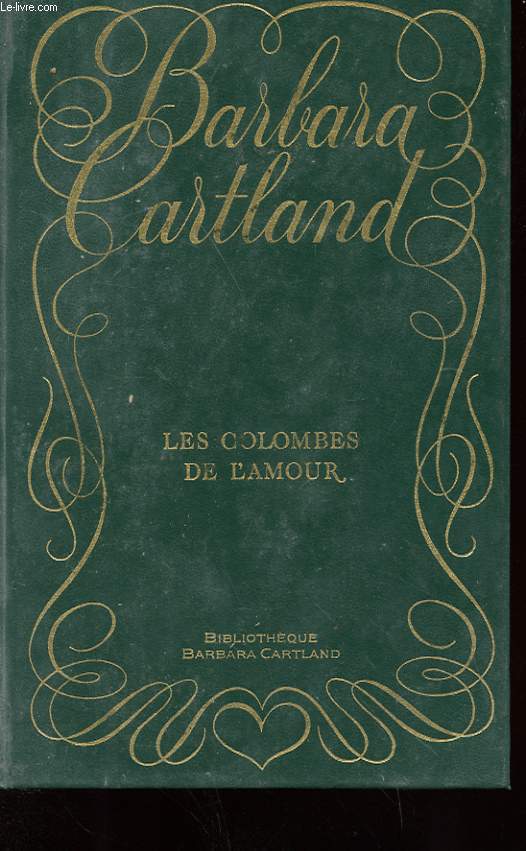 Le-livre.com
Barbara
Cartland
LES COLOMBES
DE L'AMOUR
BIBLIOTHÈQUE
BARBARA CARTLAND